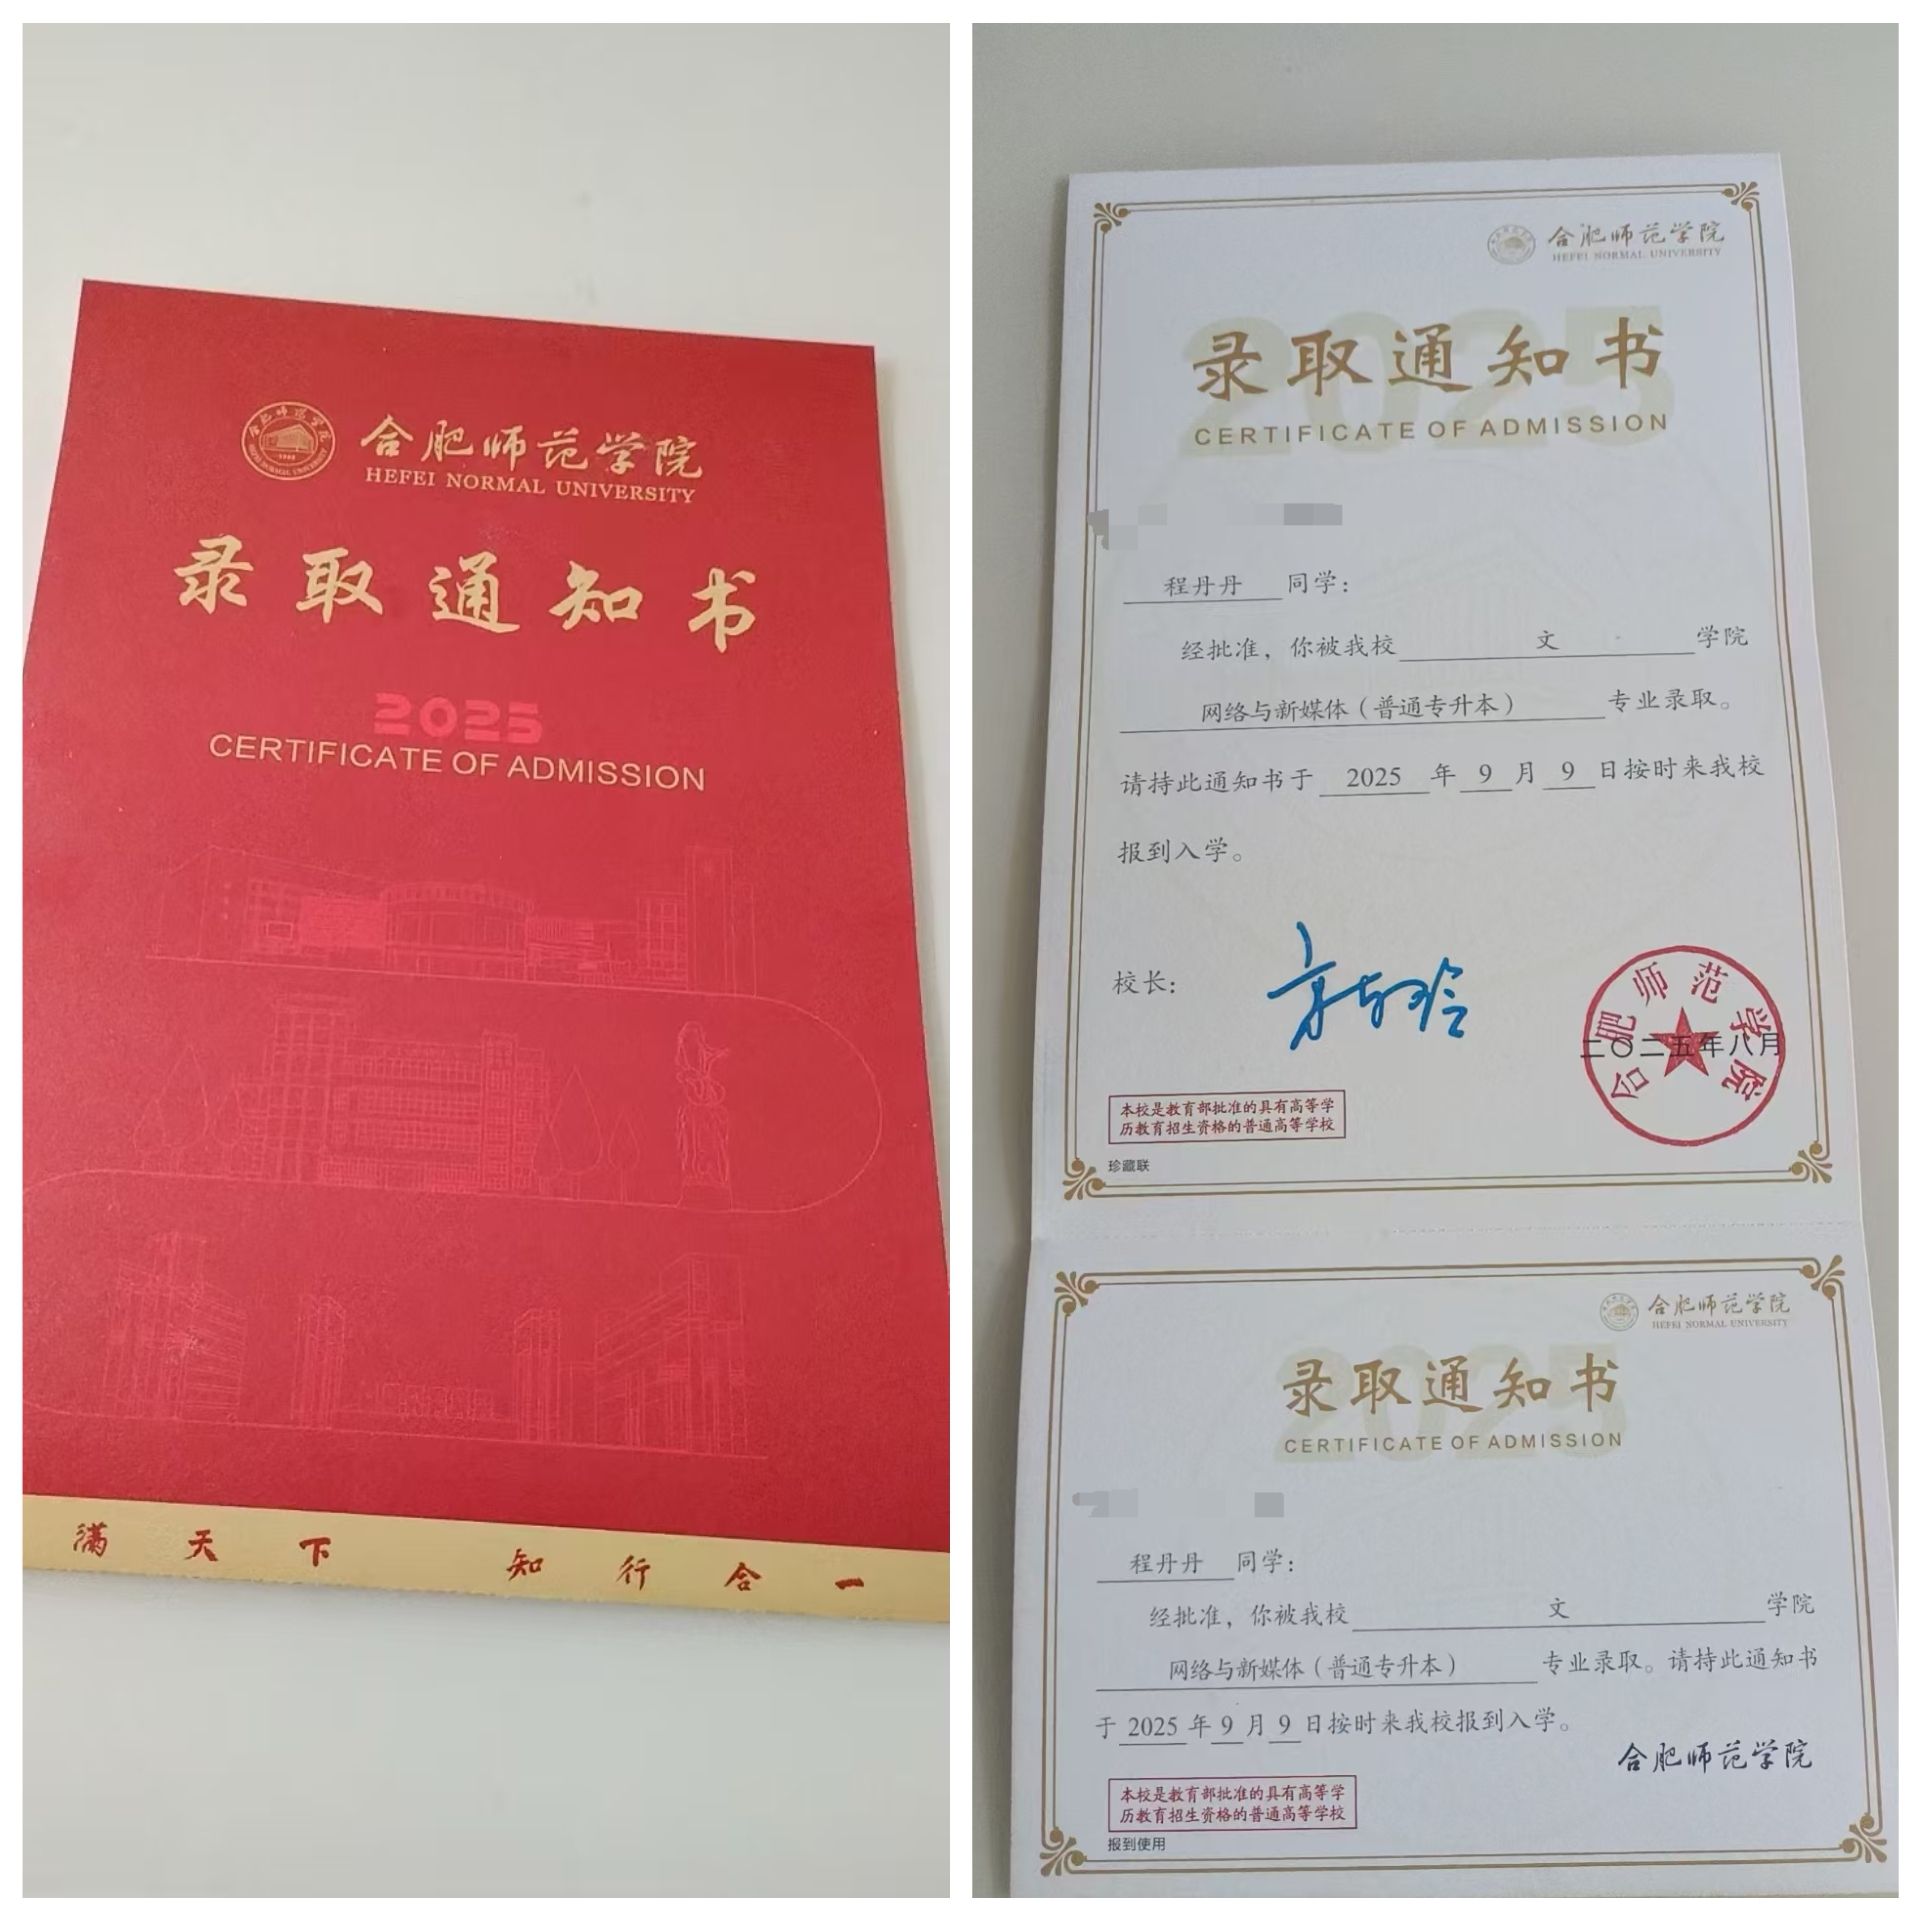 合肥师范学院
HEFEI NORMAL UNIVERSITY
录取通知书
2025
CERTIFICATE OF ADMISSION
满天下 知行合一
合肥师范学院
HEFEI NORMAL UNIVERSITY
2025
录取通知书
CERTIFICATE OF ADMISSION
程丹丹 同学：
经批准，你被我校 文 学院
网络与新媒体（普通专升本） 专业录取。
请持此通知书于 2025 年 9 月 9 日按时来我校
报到入学。
校长：
合肥师范学院
二〇二五年八月
本校是教育部批准的具有高等学
历教育招生资格的普通高等学校
珍藏联
合肥师范学院
HEFEI NORMAL UNIVERSITY
2025
录取通知书
CERTIFICATE OF ADMISSION
程丹丹 同学：
经批准，你被我校 文 学院
网络与新媒体（普通专升本） 专业录取。请持此通知书
于 2025 年 9 月 9 日按时来我校报到入学。
合肥师范学院
本校是教育部批准的具有高等学
历教育招生资格的普通高等学校
报到使用